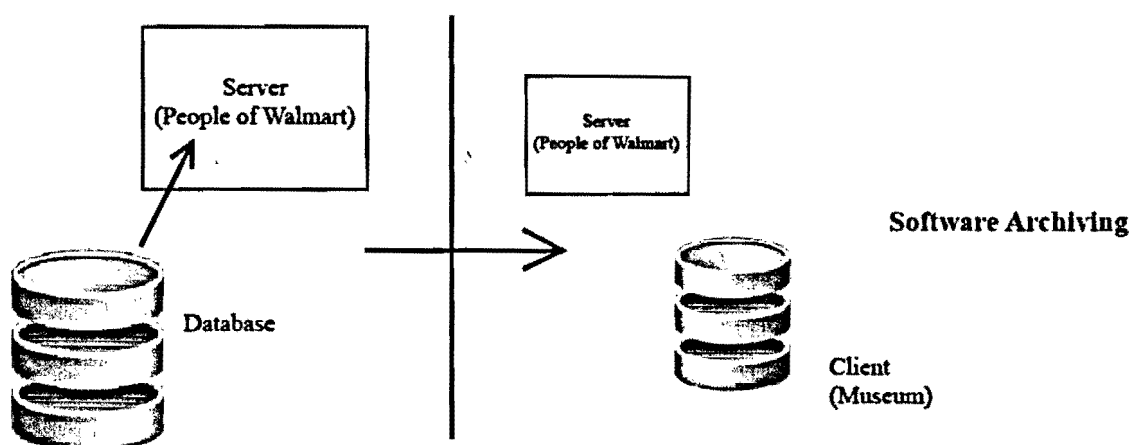 Server
(People of Walmart)
Server
(People of Walmart)
Software Archiving
Database
Client
(Museum)